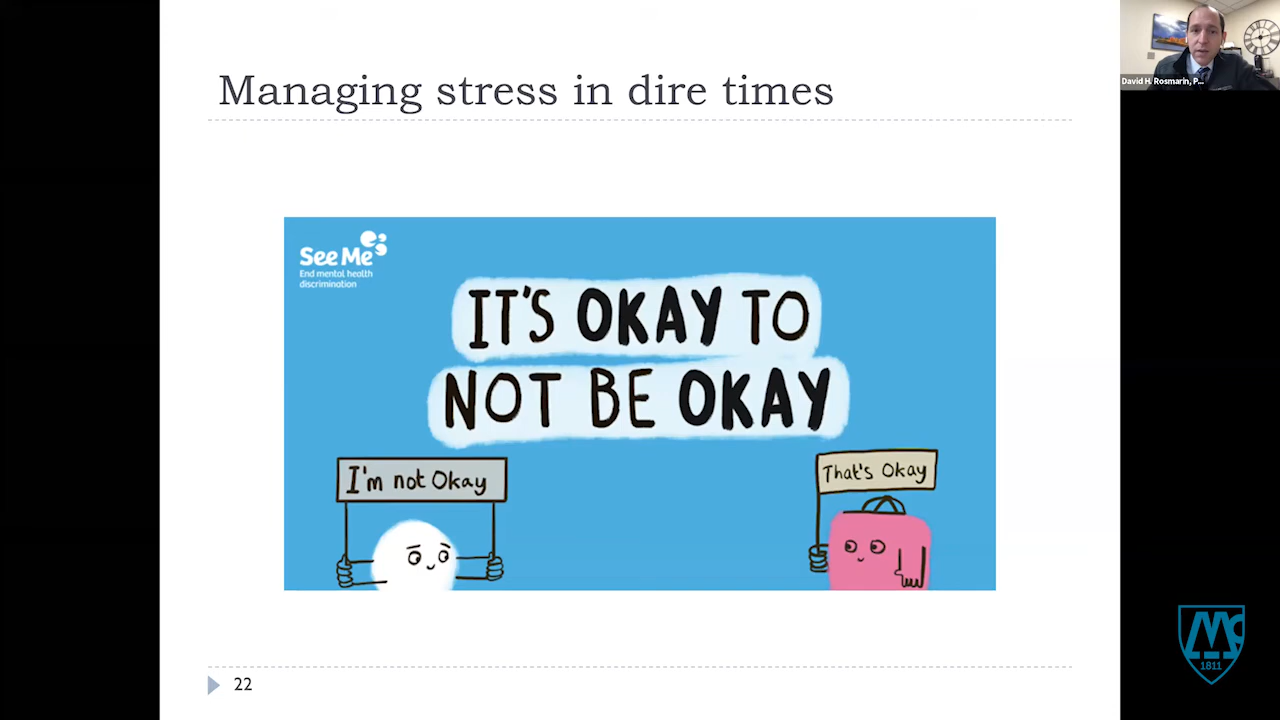 Managing stress in dire times
David H. Rosmarin, P...
See Me
End mental health
discrimination
IT'S OKAY TO
NOT BE OKAY
I'm not Okay
That's Okay
22
Mc
1811